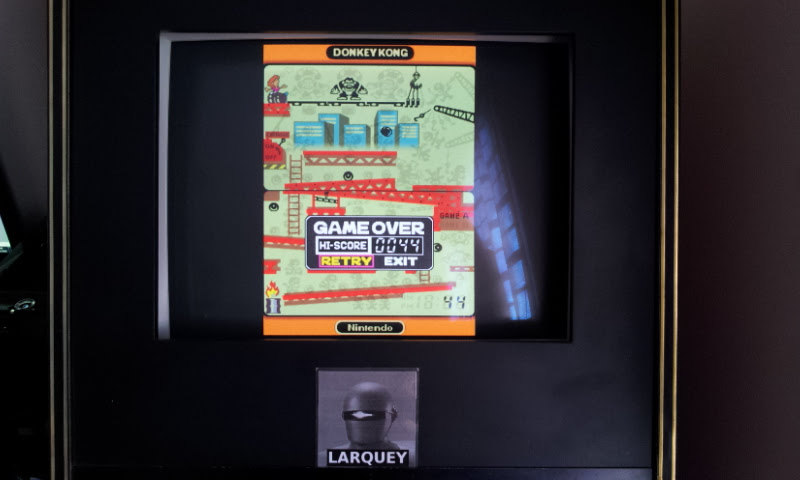 DONKEY KONG
GAME A
GAME OVER
HI-SCORE 0044
RETRY EXIT
44
Nintendo
LARQUEY